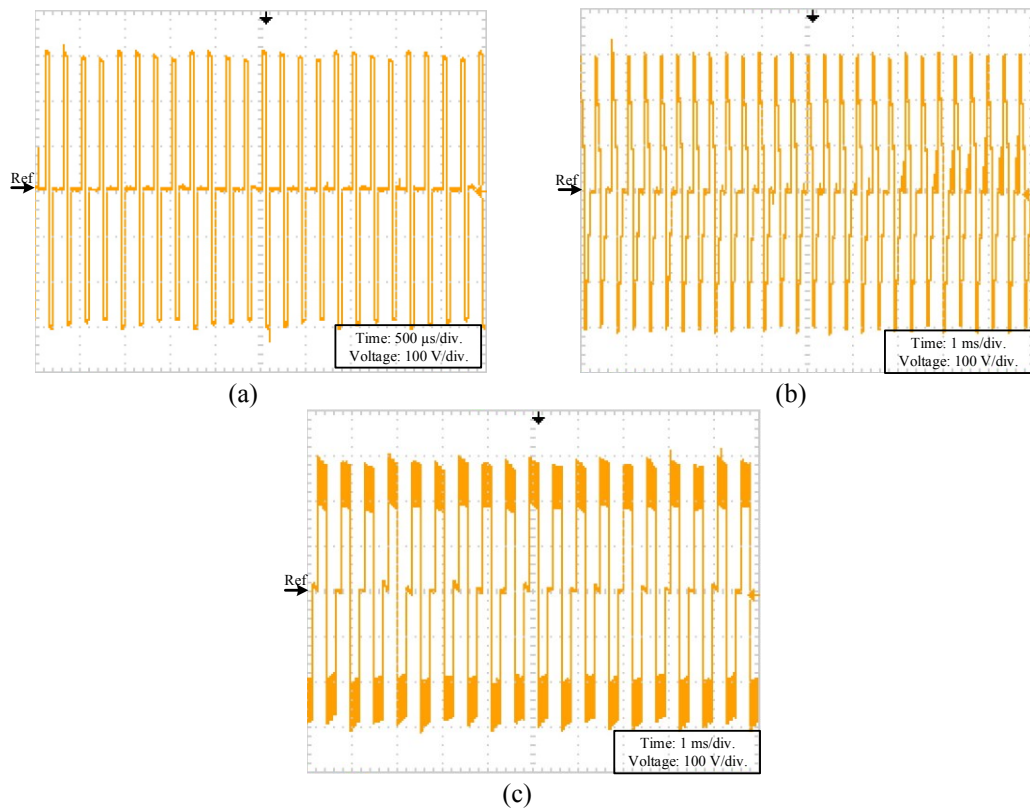 Ref
Time: 500 µs/div.
Voltage: 100 V/div.
(a)
Ref
Time: 1 ms/div.
Voltage: 100 V/div.
(b)
Ref
Time: 1 ms/div.
Voltage: 100 V/div.
(c)